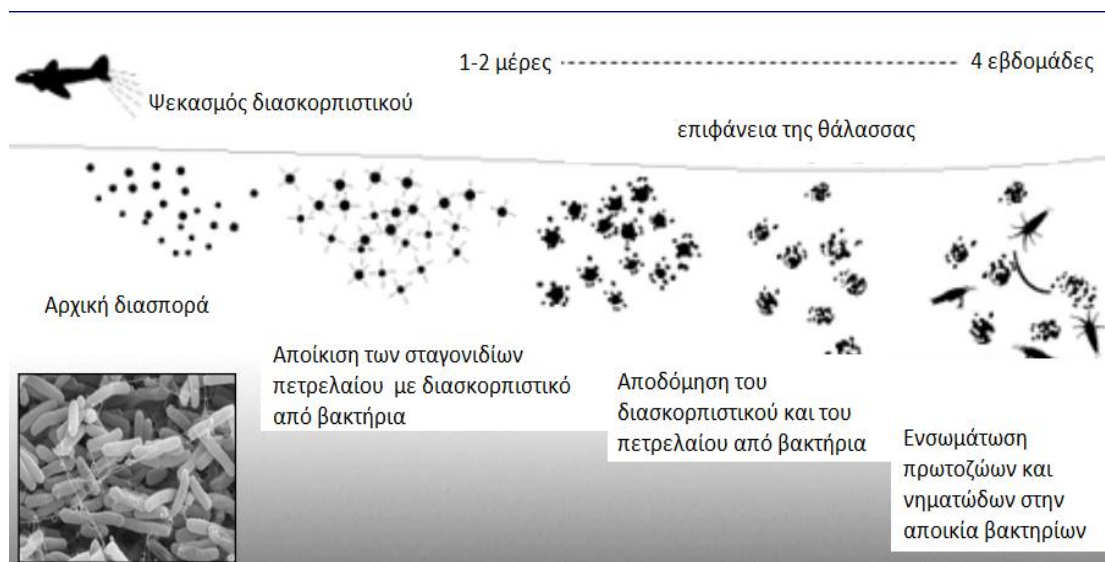 1-2 μέρες
4 εβδομάδες
Ψεκασμός διασκορπιστικού
επιφάνεια της θάλασσας
Αρχική διασπορά
Αποίκιση των σταγονιδίων
πετρελαίου με διασκορπιστικό
από βακτήρια
Αποδόμηση του
διασκορπιστικού και του
πετρελαίου από βακτήρια
Ενσωμάτωση
πρωτοζώων και
νηματώδων στην
αποικία βακτηρίων